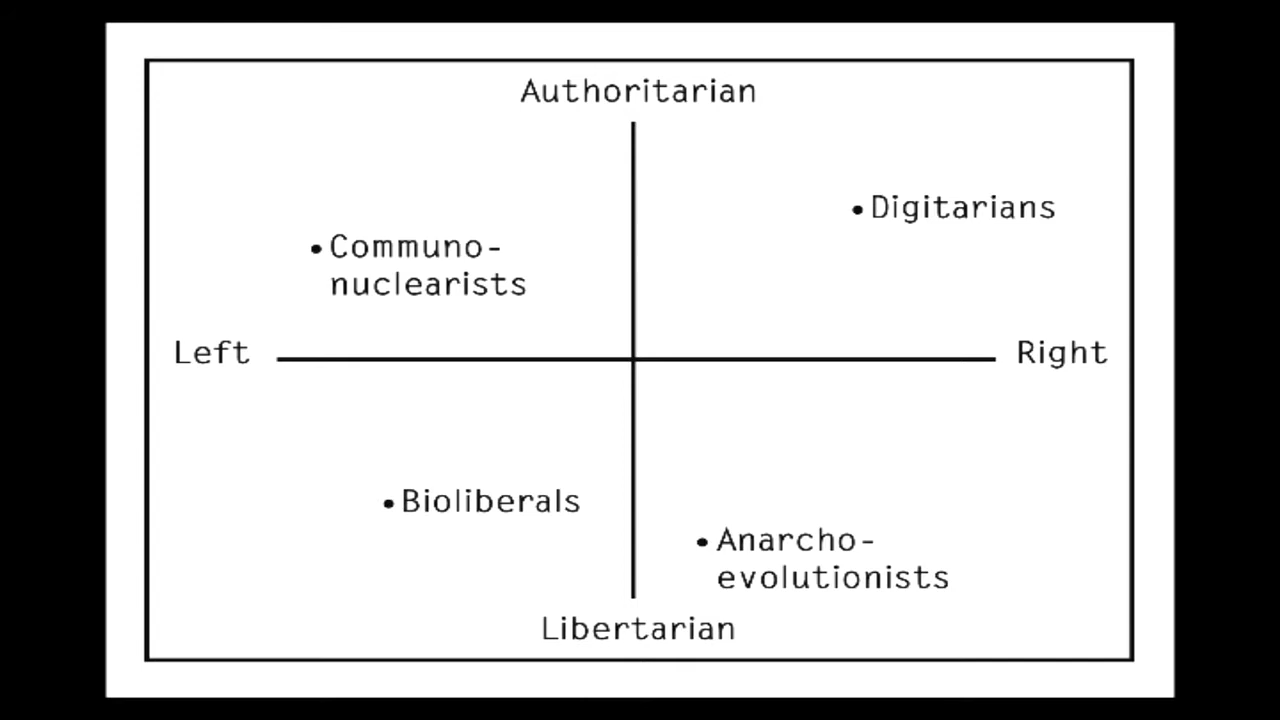 Authoritarian
Digitarians
Communo-
nuclearists
Left
Right
Bioliberals
Anarcho-
evolutionists
Libertarian